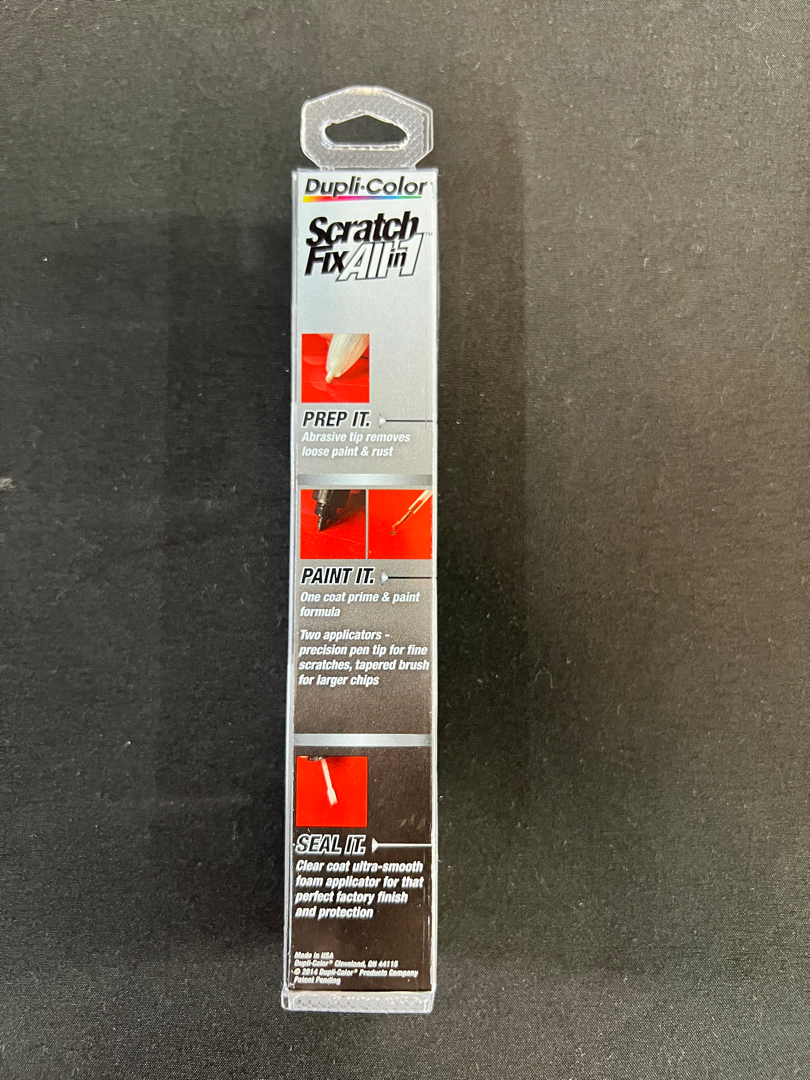 Dupli-Color®
Scratch
Fix All in 1™
PREP IT.
Abrasive tip removes
loose paint & rust
PAINT IT.
One coat prime & paint
formula
Two applicators -
precision pen tip for fine
scratches, tapered brush
for larger chips
SEAL IT.
Clear coat ultra-smooth
foam applicator for that
perfect factory finish
and protection
Made in USA
Dupli-Color® Cleveland, OH 44115
© 2014 Dupli-Color® Products Company
Patent Pending